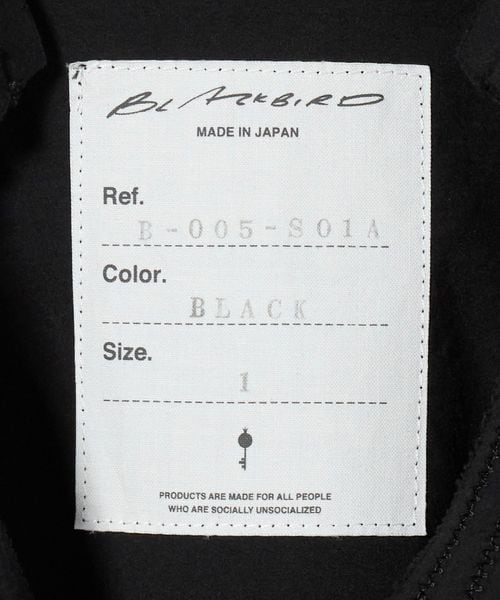 BLACKBIRD
MADE IN JAPAN
Ref.
B-005-S01A
Color.
BLACK
Size.
1
PRODUCTS ARE MADE FOR ALL PEOPLE
WHO ARE SOCIALLY UNSOCIALIZED